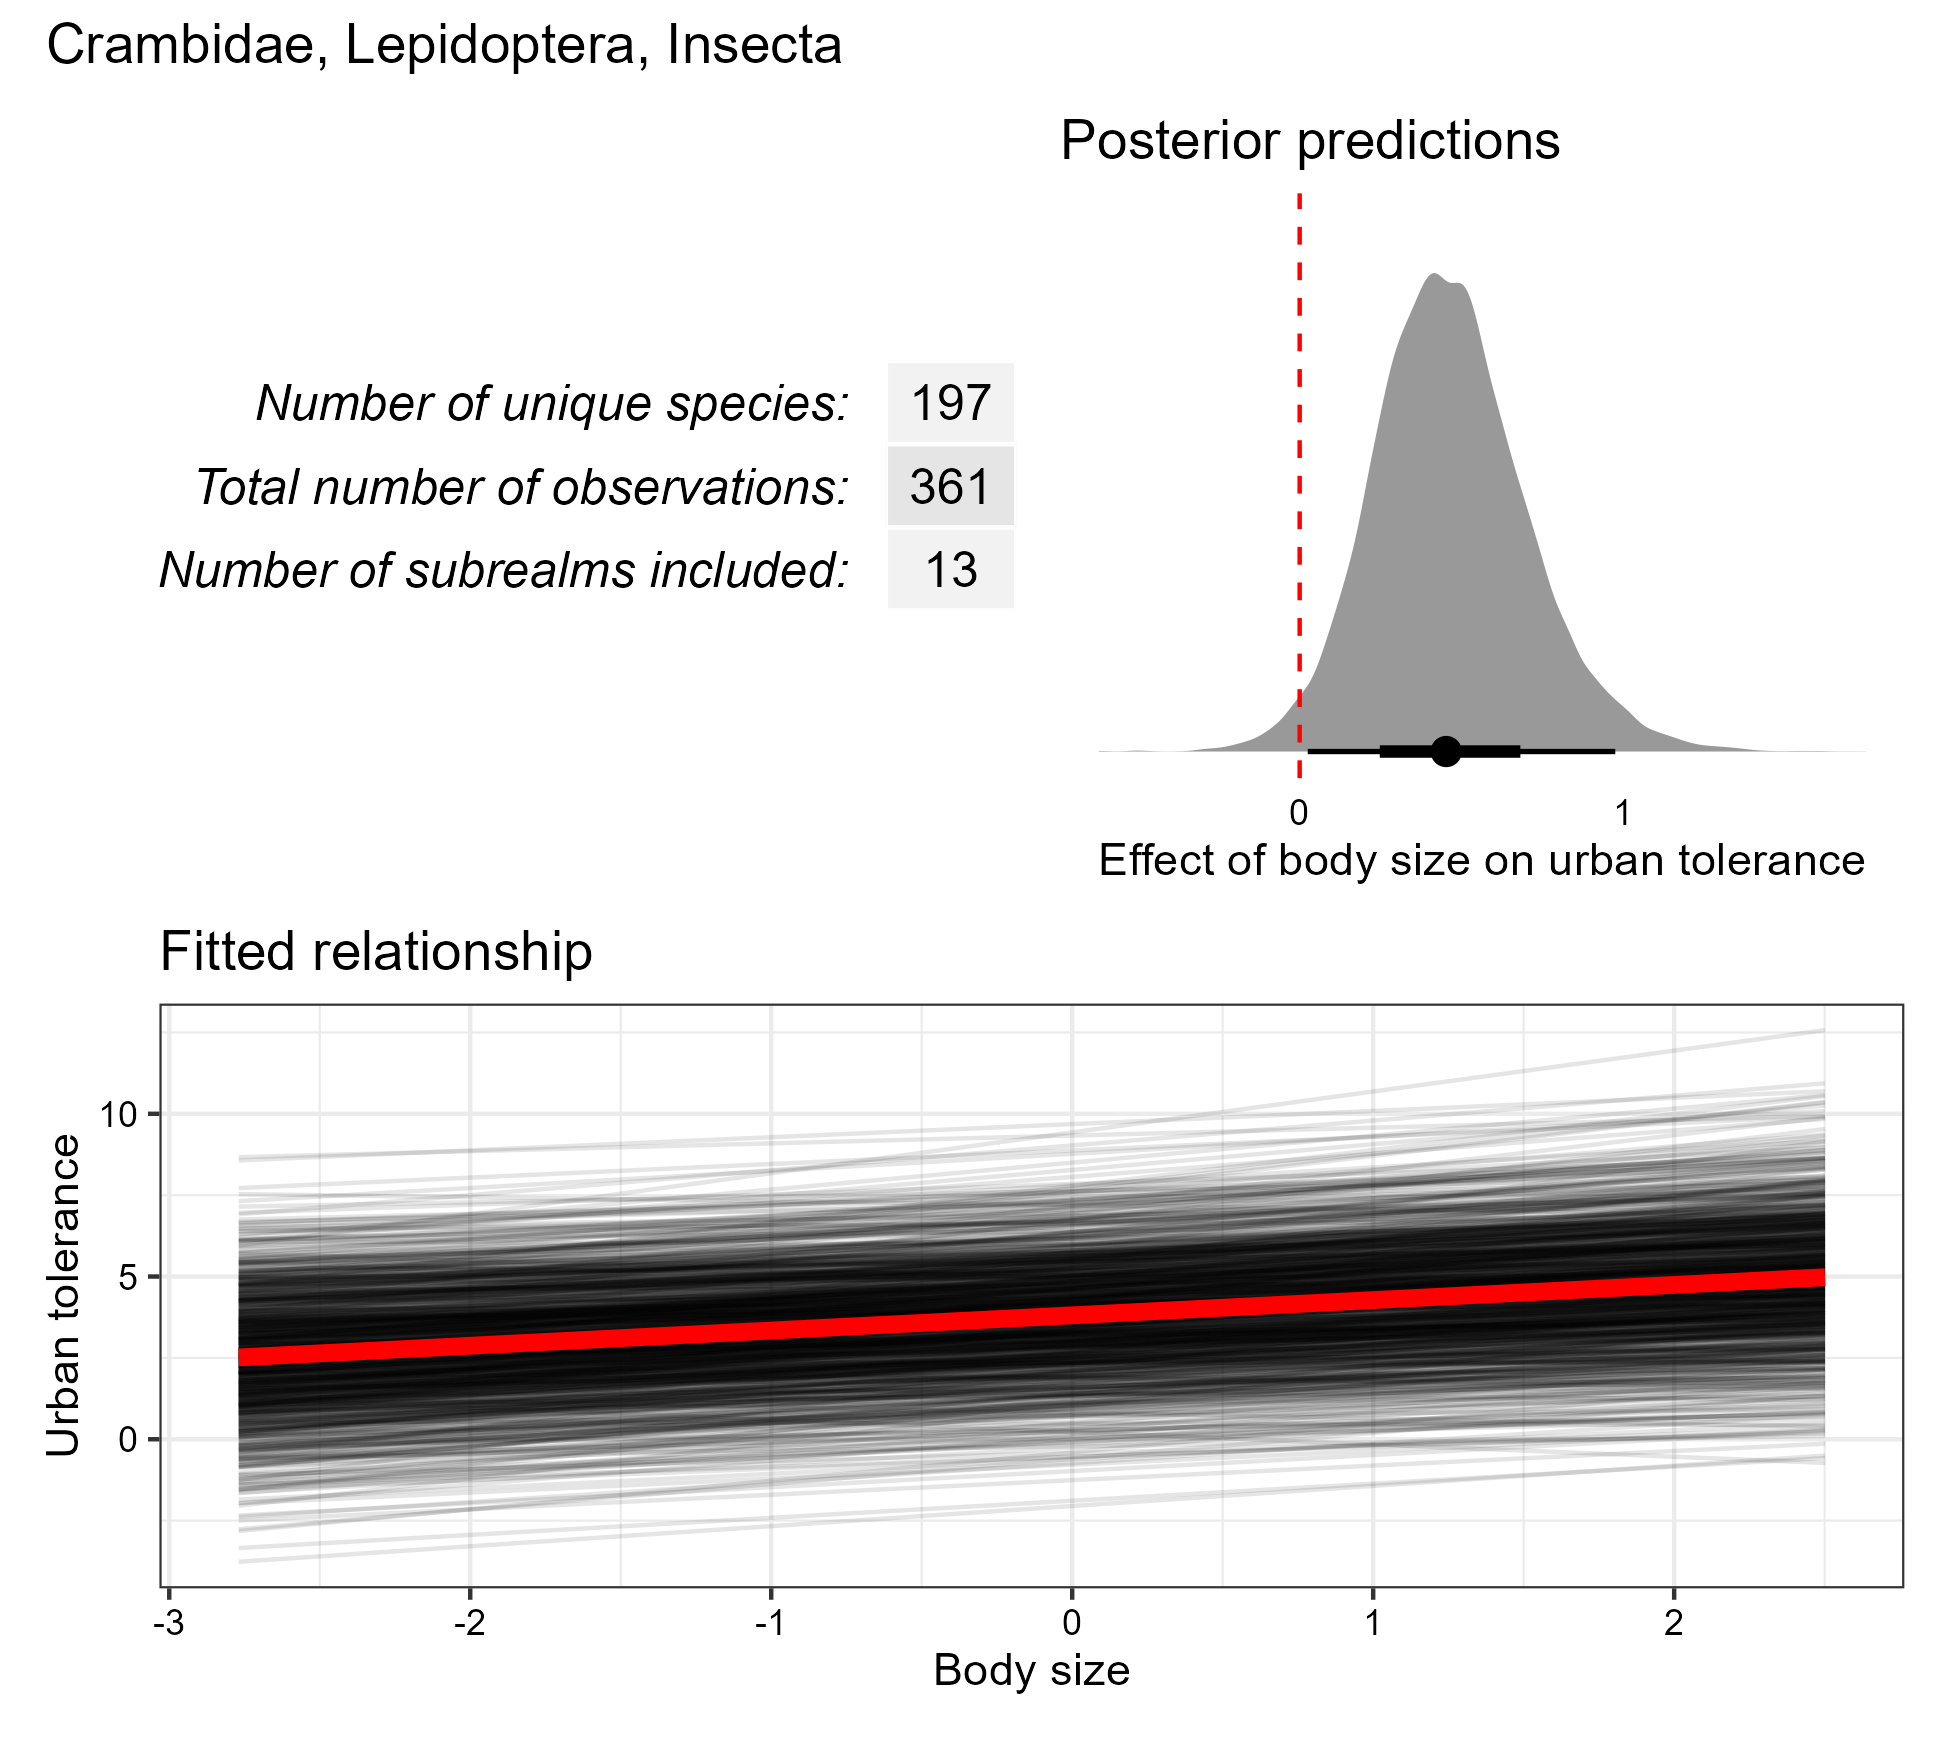 Crambidae, Lepidoptera, Insecta
Posterior predictions
Number of unique species: 197
Total number of observations: 361
Number of subrealms included: 13
0 1
Effect of body size on urban tolerance
Fitted relationship
Urban tolerance
10
5
0
-3 -2 -1 0 1 2
Body size